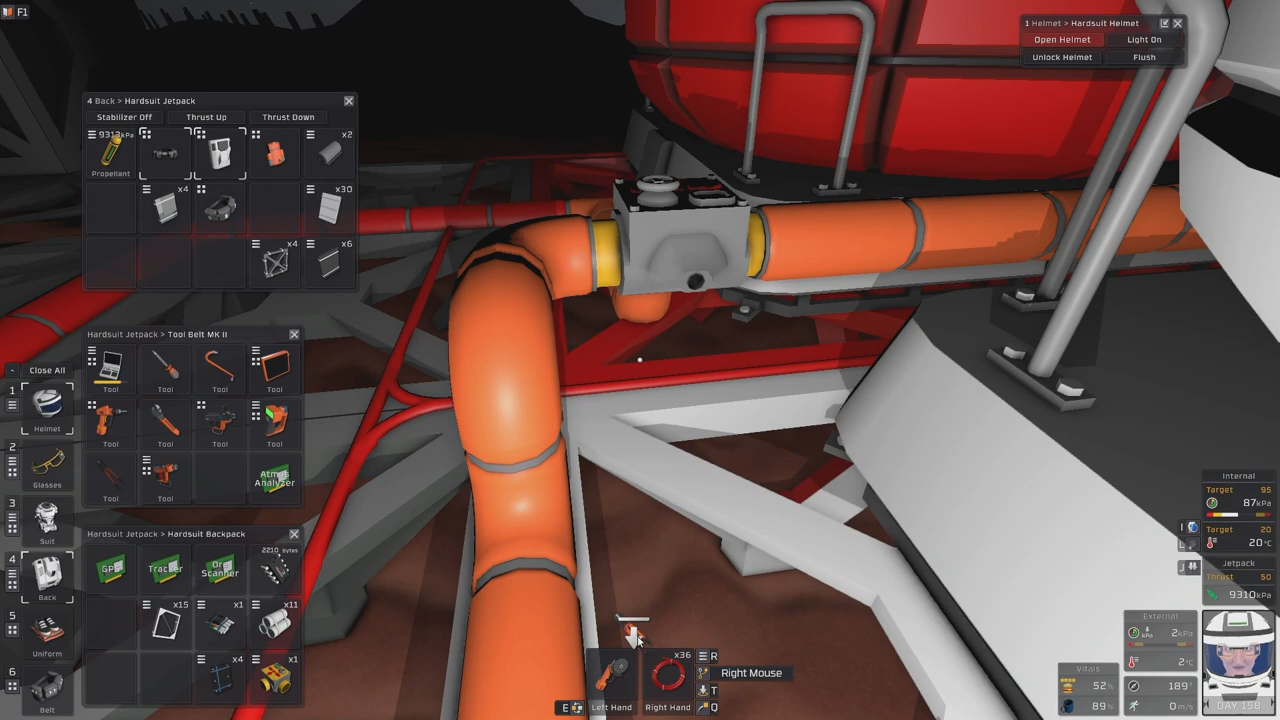 F1
1 Helmet > Hardsuit Helmet
Open Helmet
Light On
Unlock Helmet
Flush
4 Back > Hardsuit Jetpack
Stabilizer Off
Thrust Up
Thrust Down
9313kPa
x2
Propellant
x4
x30
x4
x6
Hardsuit Jetpack > Tool Belt MK II
Tool
Tool
Tool
Tool
Tool
Tool
Tool
Tool
Tool
Tool
Atmos
Analyzer
Hardsuit Jetpack > Hardsuit Backpack
GPS
Tracker
Ore
Scanner
2210 bytes
x15
x1
x11
x4
x1
Close All
1
Helmet
2
Glasses
3
Suit
4
Back
5
Uniform
6
Belt
E
Left Hand
x36
Right Hand
R
T
Q
Right Mouse
Internal
Target 95
87kPa
Target 20
20°C
Jetpack
Thrust 50
9310kPa
I
L
J
External
kPa
2kPa
2°C
Vitals
52%
89%
189°
0m/s
DAY 158